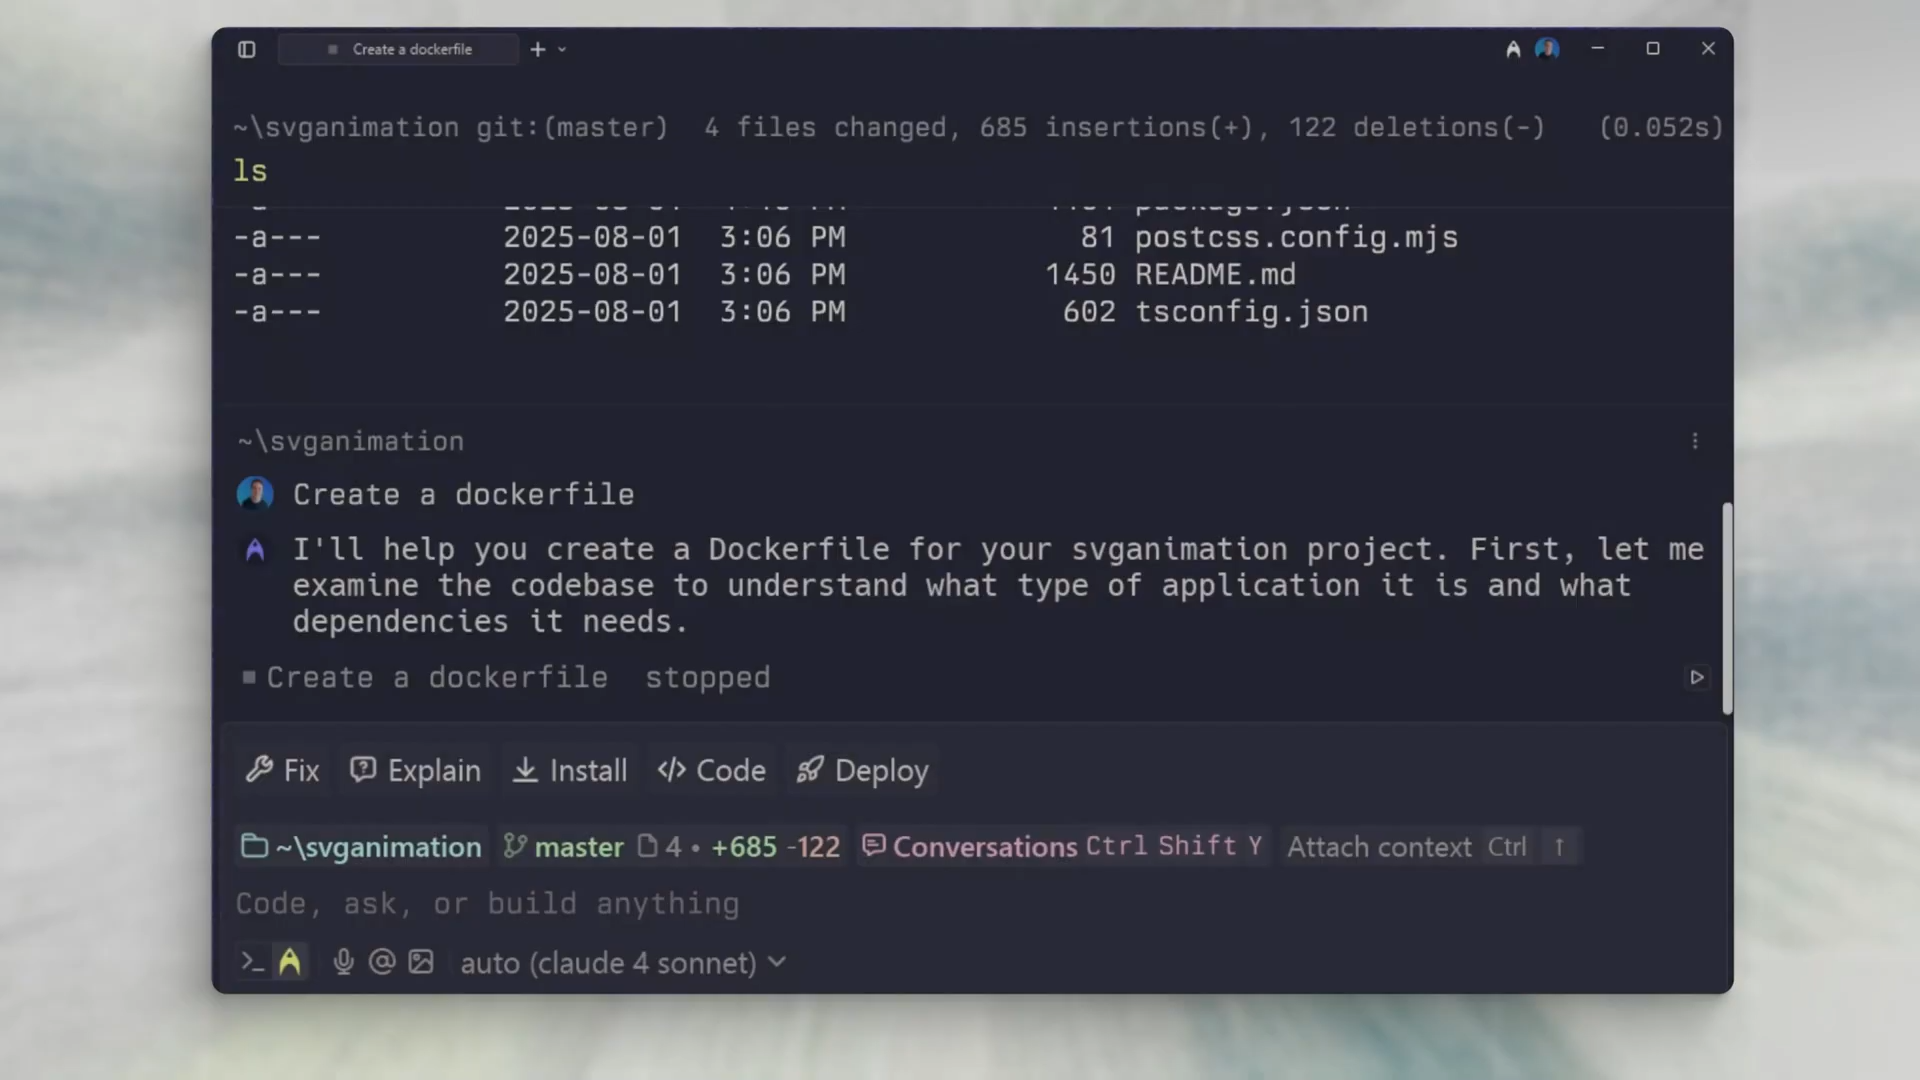 Create a dockerfile
~\svganimation git:(master)  4 files changed, 685 insertions(+), 122 deletions(-)  (0.052s)
ls
package.json
-a---  2025-08-01  3:06 PM  81 postcss.config.mjs
-a---  2025-08-01  3:06 PM  1450 README.md
-a---  2025-08-01  3:06 PM  602 tsconfig.json
~\svganimation
Create a dockerfile
I'll help you create a Dockerfile for your svganimation project. First, let me
examine the codebase to understand what type of application it is and what
dependencies it needs.
Create a dockerfile  stopped
Fix  Explain  Install  Code  Deploy
~\svganimation  master  4 • +685 -122  Conversations Ctrl Shift Y  Attach context Ctrl ↑
Code, ask, or build anything
auto (claude 4 sonnet)